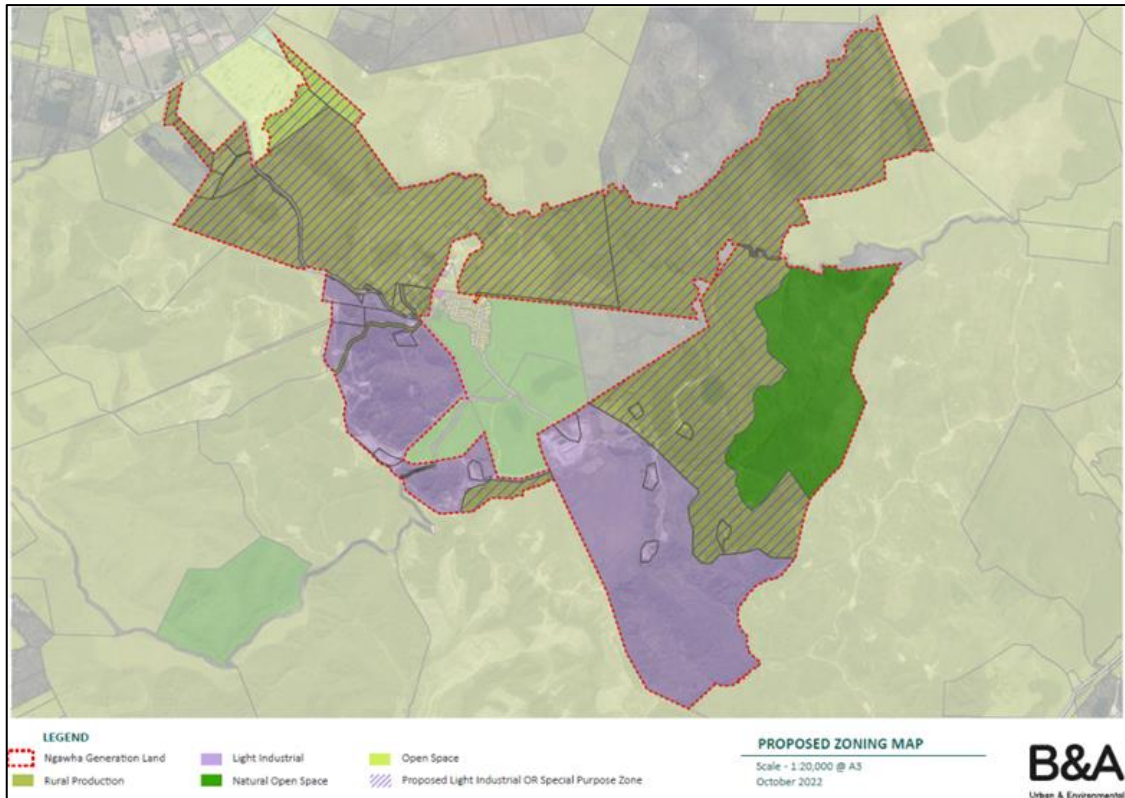 LEGEND
Ngawha Generation Land
Light Industrial
Open Space
Rural Production
Natural Open Space
Proposed Light Industrial OR Special Purpose Zone
PROPOSED ZONING MAP
Scale - 1:20,000 @ A3
October 2022
B&A
Urban & Environmental